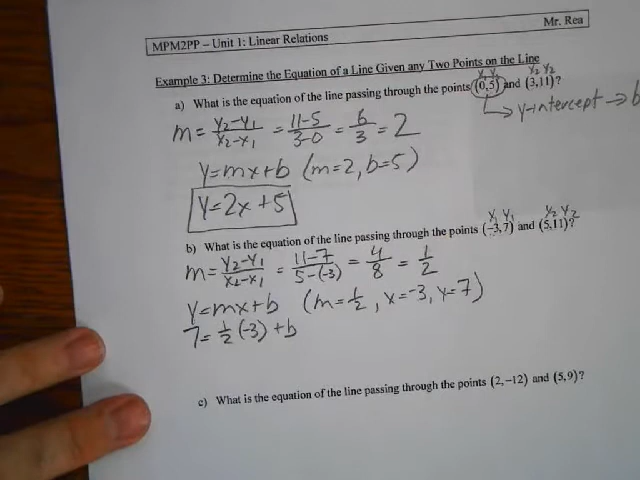 MPM2PP – Unit 1: Linear Relations Mr. Rea
Example 3: Determine the Equation of a Line Given any Two Points on the Line
x₁ y₁ x₂ y₂
a) What is the equation of the line passing through the points (0,5) and (3,11)?
→ y-intercept → b
m = y₂-y₁/x₂-x₁ = 11-5/3-0 = 6/3 = 2
y=mx+b (m=2, b=5)
y=2x+5
x₁ y₁ x₂ y₂
b) What is the equation of the line passing through the points (−3,7) and (5,11)?
m= y₂-y₁/x₂-x₁ = 11-7/5-(-3) = 4/8 = 1/2
y=mx+b (m=1/2, x=-3, y=7)
7=1/2(-3)+b
c) What is the equation of the line passing through the points (2,−12) and (5,9)?